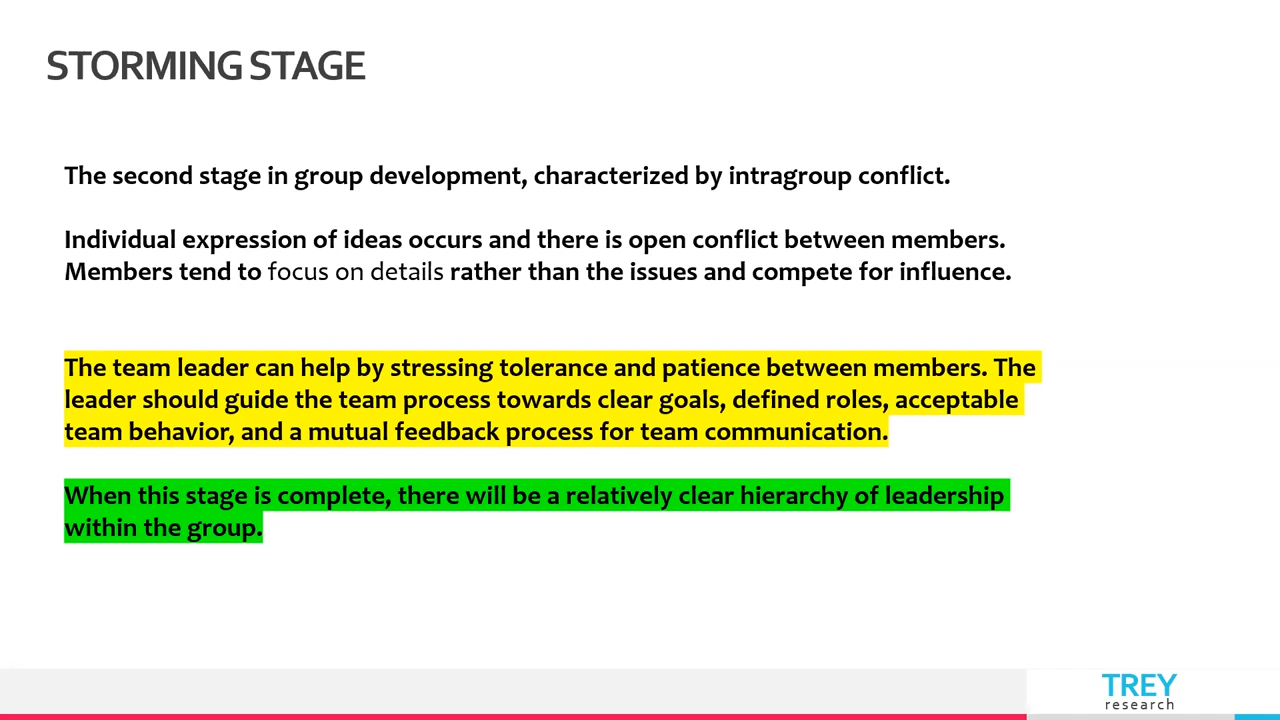 STORMING STAGE
The second stage in group development, characterized by intragroup conflict.
Individual expression of ideas occurs and there is open conflict between members.
Members tend to focus on details rather than the issues and compete for influence.
The team leader can help by stressing tolerance and patience between members. The
leader should guide the team process towards clear goals, defined roles, acceptable
team behavior, and a mutual feedback process for team communication.
When this stage is complete, there will be a relatively clear hierarchy of leadership
within the group.
TREY
research